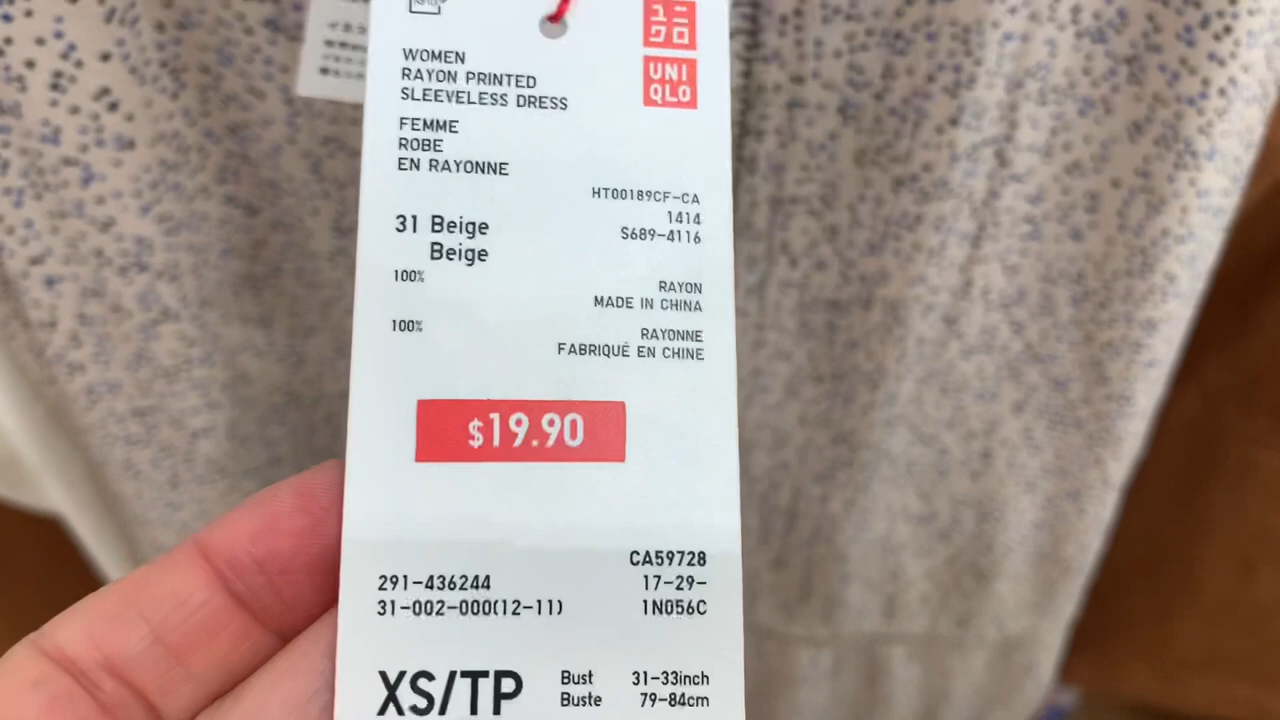 ユニ
クロ
UNI
QLO
WOMEN
RAYON PRINTED
SLEEVELESS DRESS
FEMME
ROBE
EN RAYONNE
HT00189CF-CA
1414
S689-4116
31 Beige
Beige
100%
RAYON
MADE IN CHINA
100%
RAYONNE
FABRIQUÉ EN CHINE
$19.90
CA59728
291-436244 17-29-
31-002-000(12-11) 1N056C
XS/TP Bust 31-33inch
Buste 79-84cm